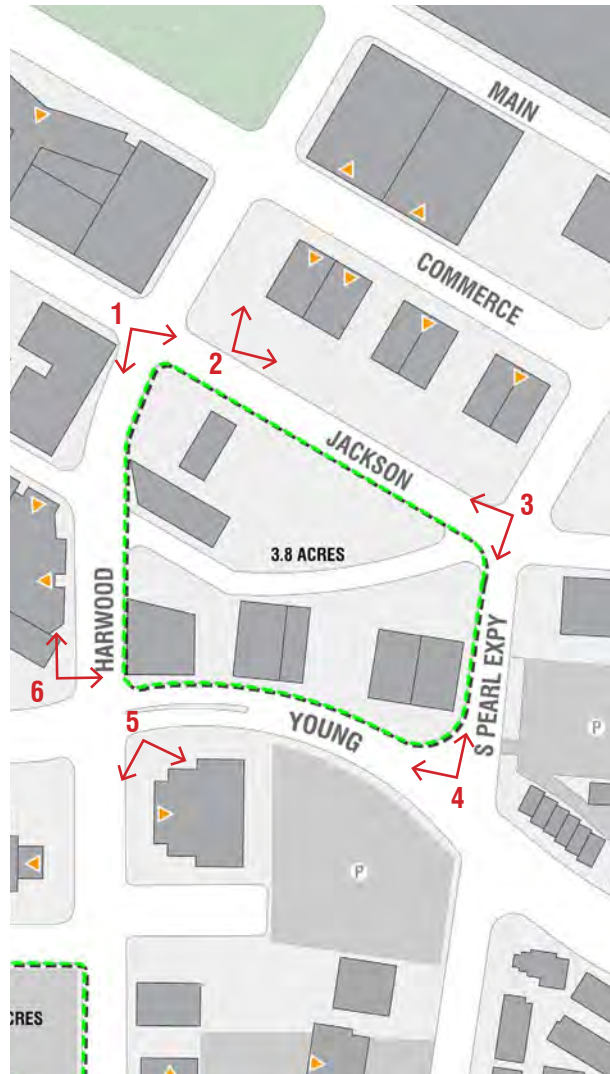 MAIN
COMMERCE
1
2
JACKSON
3
3.8 ACRES
HARWOOD
S PEARL EXPY
6
5
YOUNG
4
P
P
CRES